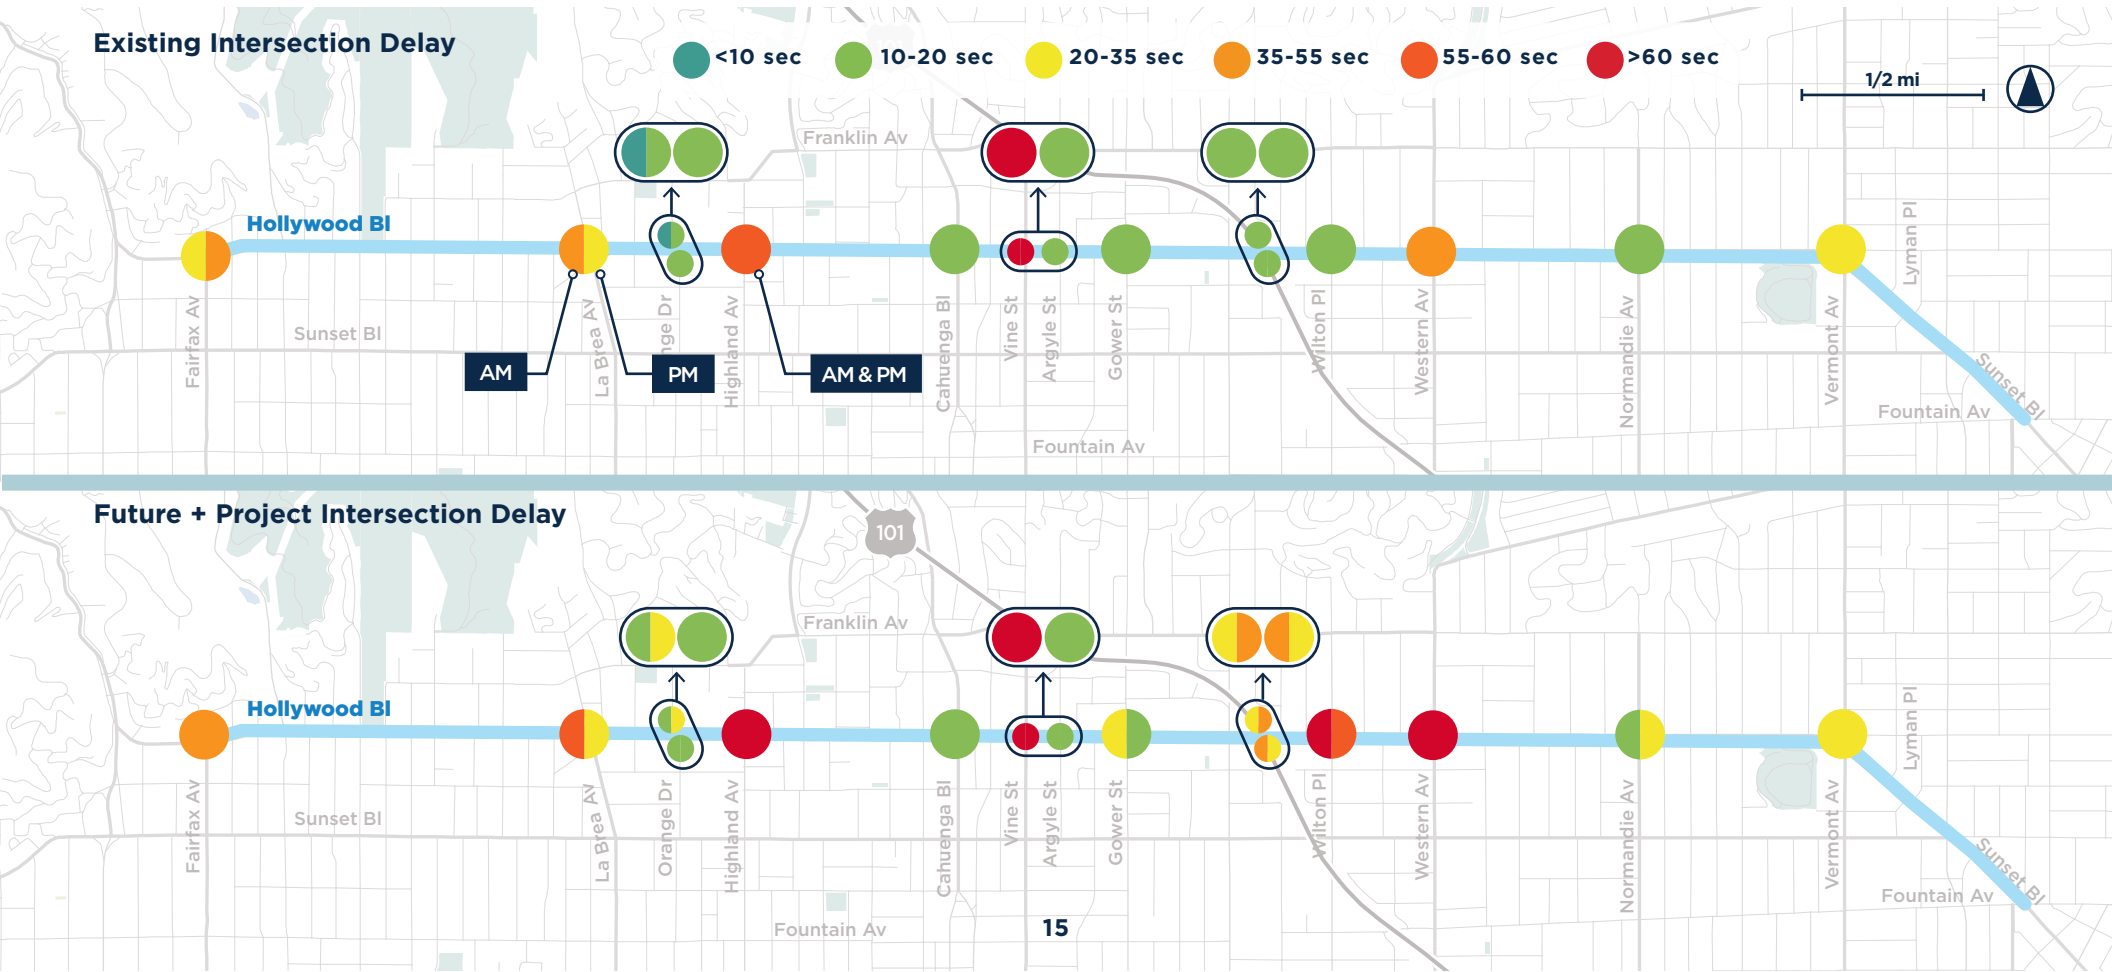 Existing Intersection Delay
<10 sec
10-20 sec
20-35 sec
35-55 sec
55-60 sec
>60 sec
1/2 mi
Franklin Av
Hollywood Bl
Lyman Pl
Sunset Bl
Fairfax Av
La Brea Av
nge Dr
Highland Av
Cahuenga Bl
Vine St
Argyle St
Gower St
Wilton Pl
Western Av
Normandie Av
Vermont Av
Sunset Bl
AM
PM
AM & PM
Fountain Av
Fountain Av
Future + Project Intersection Delay
101
Franklin Av
Hollywood Bl
Lyman Pl
Sunset Bl
Fairfax Av
La Brea Av
Orange Dr
Highland Av
Cahuenga Bl
Vine St
Argyle St
Gower St
Wilton Pl
Western Av
Normandie Av
Vermont Av
Sunset Bl
Fountain Av
Fountain Av
15